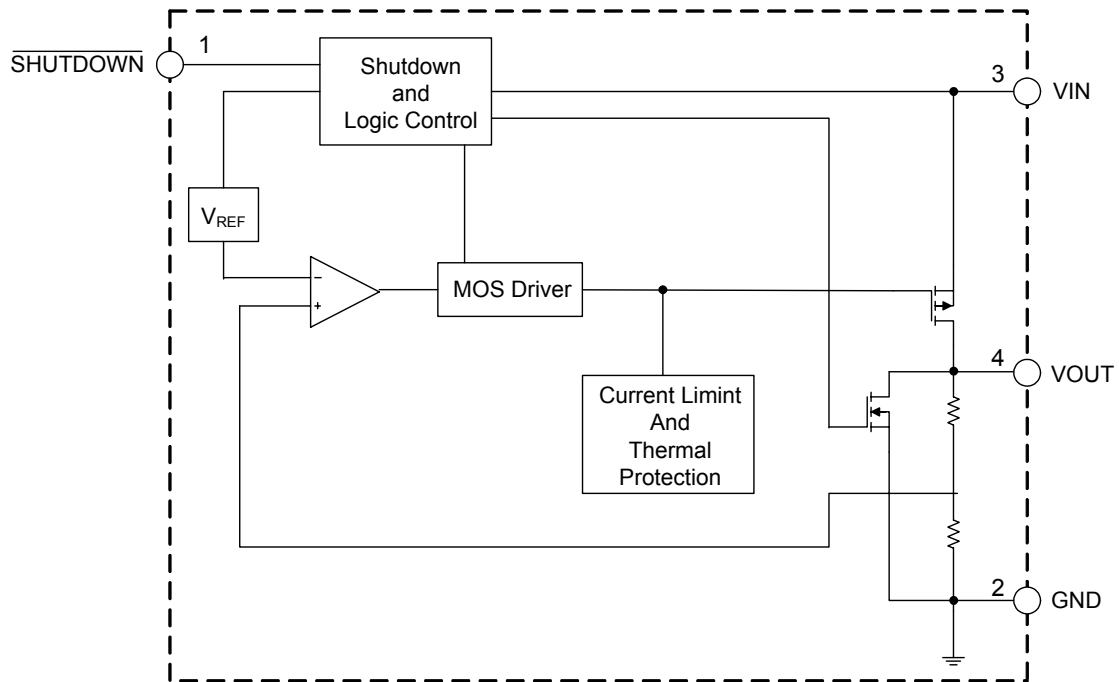 SHUTDOWN
1
Shutdown
and
Logic Control
3
VIN
VREF
−
+
MOS Driver
4
VOUT
Current Limint
And
Thermal
Protection
2
GND